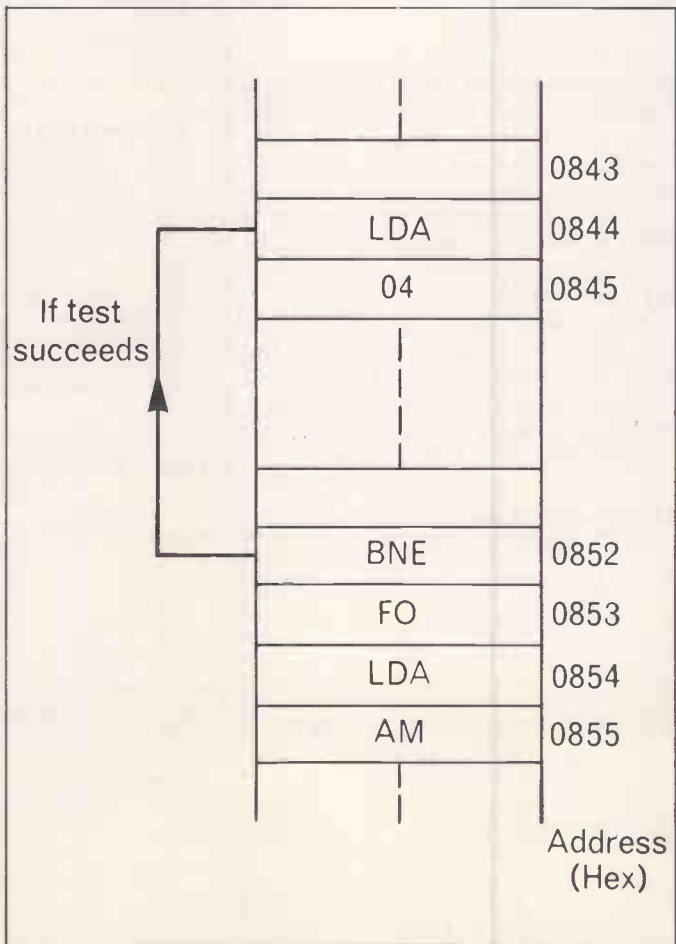 0843
LDA 0844
04 0845
If test
succeeds
BNE 0852
FO 0853
LDA 0854
AM 0855
Address
(Hex)